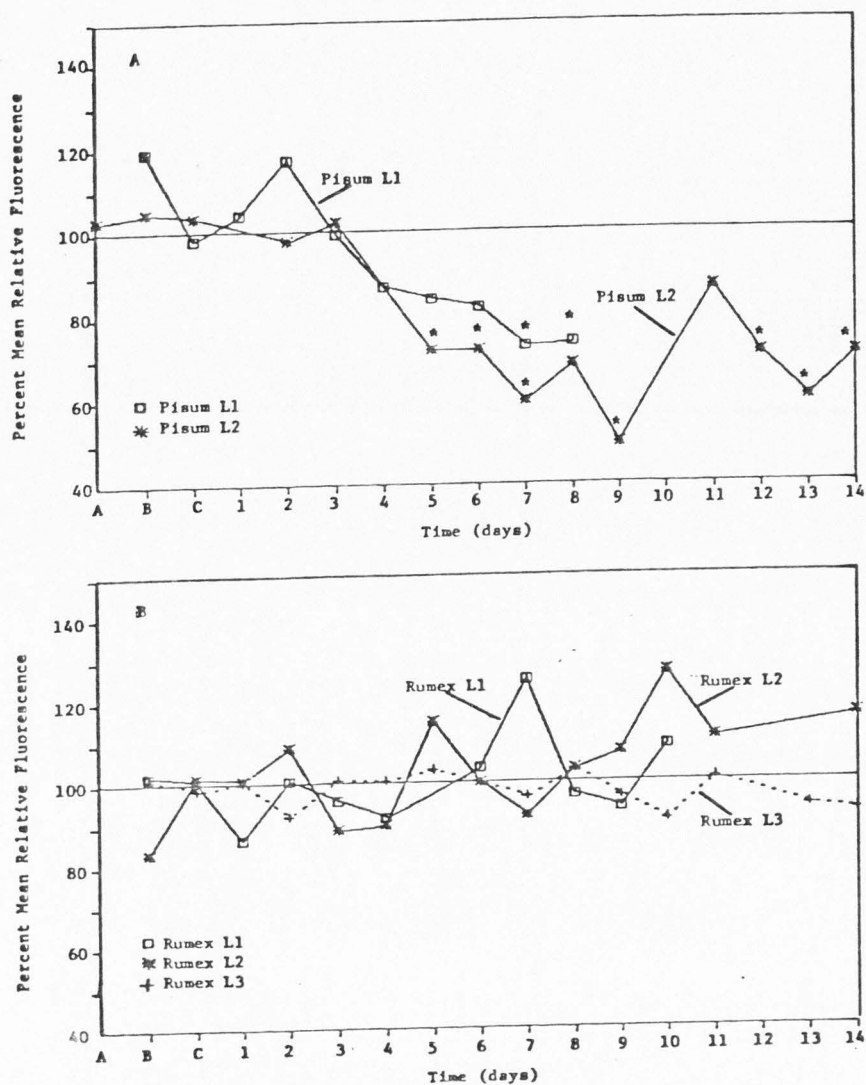 A
140
120
100
80
60
40
Percent Mean Relative Fluorescence
Pisum L1
Pisum L2
Pisum L1
Pisum L2
A B C 1 2 3 4 5 6 7 8 9 10 11 12 13 14
Time (days)
B
140
120
100
80
60
40
Percent Mean Relative Fluorescence
Rumex L1
Rumex L2
Rumex L3
Rumex L1
Rumex L2
Rumex L3
A B C 1 2 3 4 5 6 7 8 9 10 11 12 13 14
Time (days)